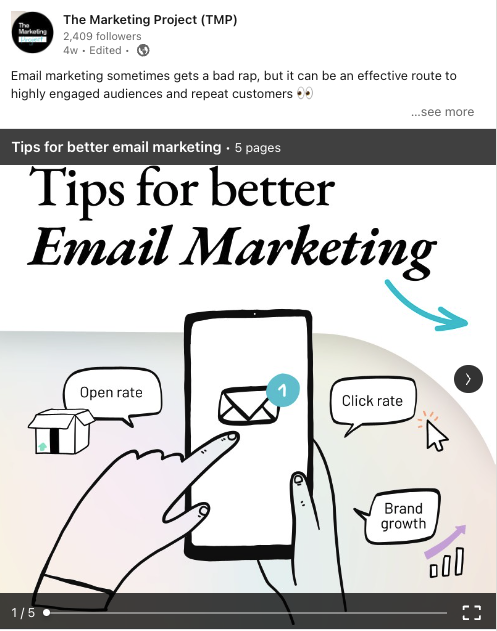 The
Marketing
Project
The Marketing Project (TMP)
2,409 followers
4w • Edited •
Email marketing sometimes gets a bad rap, but it can be an effective route to
highly engaged audiences and repeat customers 👀
...see more
Tips for better email marketing • 5 pages
Tips for better
Email Marketing
1
Open rate
Click rate
Brand
growth
1 / 5